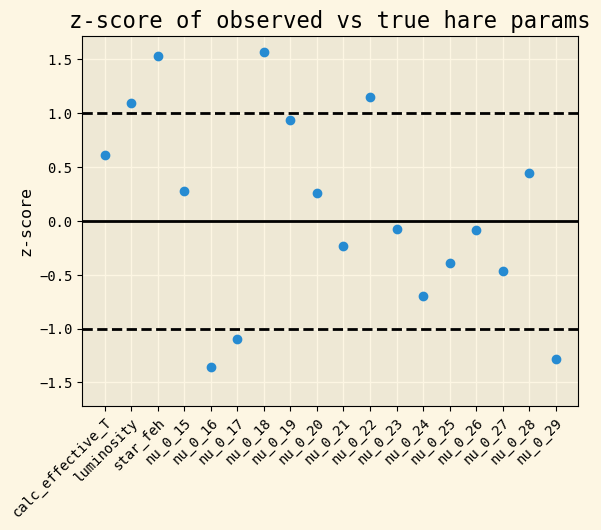 z-score of observed vs true hare params
z-score
1.5
1.0
0.5
0.0
−0.5
−1.0
−1.5
calc_effective_T
luminosity
star_feh
nu_0_15
nu_0_16
nu_0_17
nu_0_18
nu_0_19
nu_0_20
nu_0_21
nu_0_22
nu_0_23
nu_0_24
nu_0_25
nu_0_26
nu_0_27
nu_0_28
nu_0_29